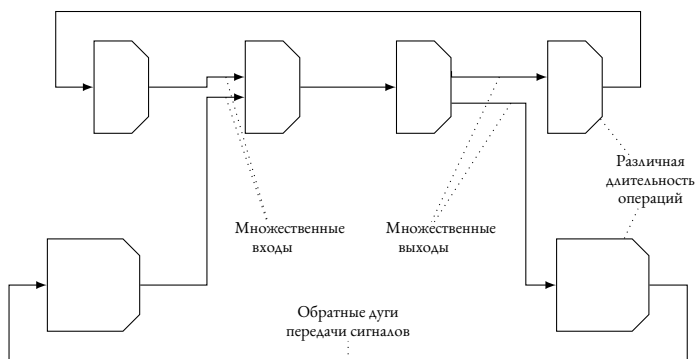 Различная
длительность
операций
Множественные
входы
Множественные
выходы
Обратные дуги
передачи сигналов